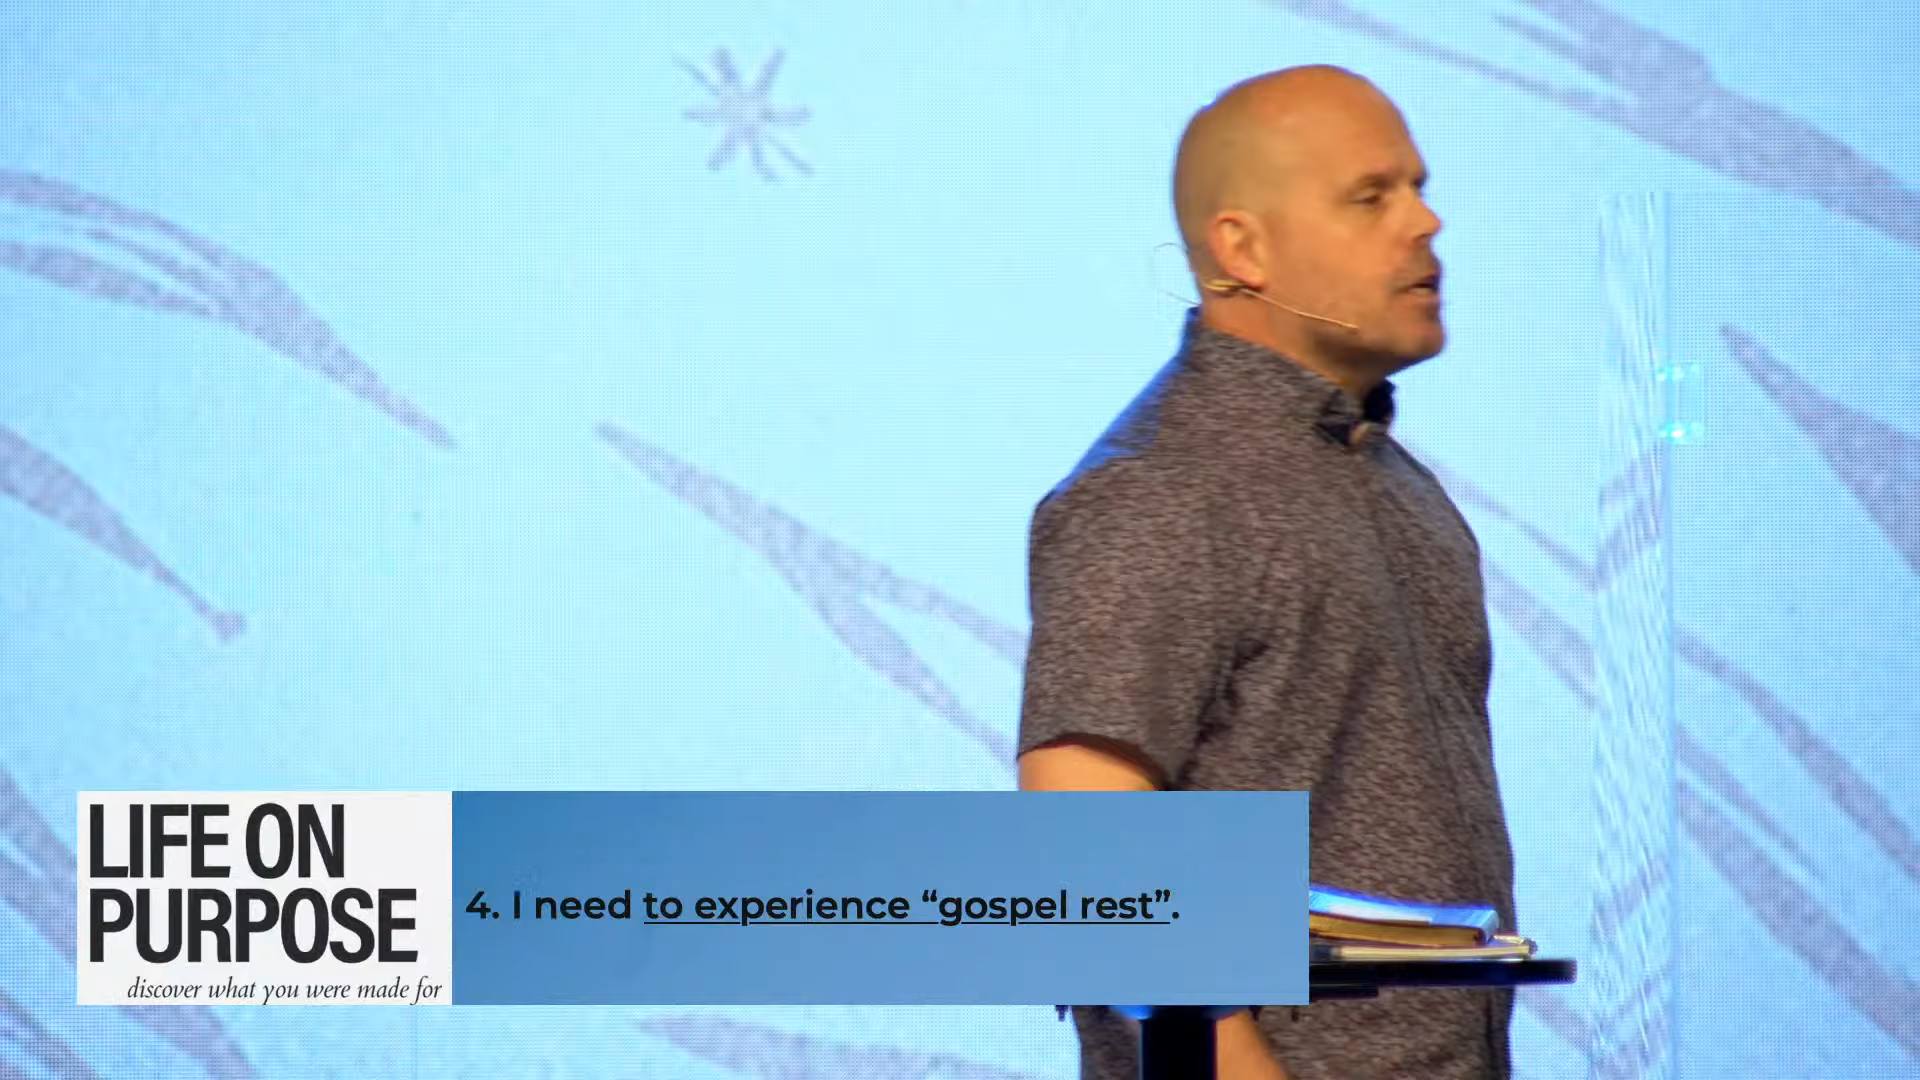 LIFE ON
PURPOSE
discover what you were made for
4. I need to experience “gospel rest”.